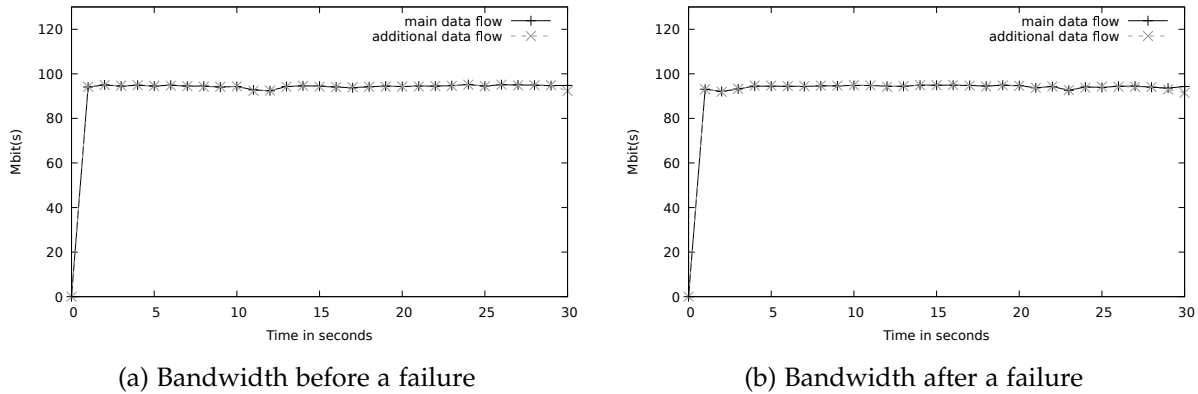 120
100
80
60
40
20
0
Mbit(s)
main data flow
additional data flow
0 5 10 15 20 25 30
Time in seconds
(a) Bandwidth before a failure
120
100
80
60
40
20
0
Mbit(s)
main data flow
additional data flow
0 5 10 15 20 25 30
Time in seconds
(b) Bandwidth after a failure